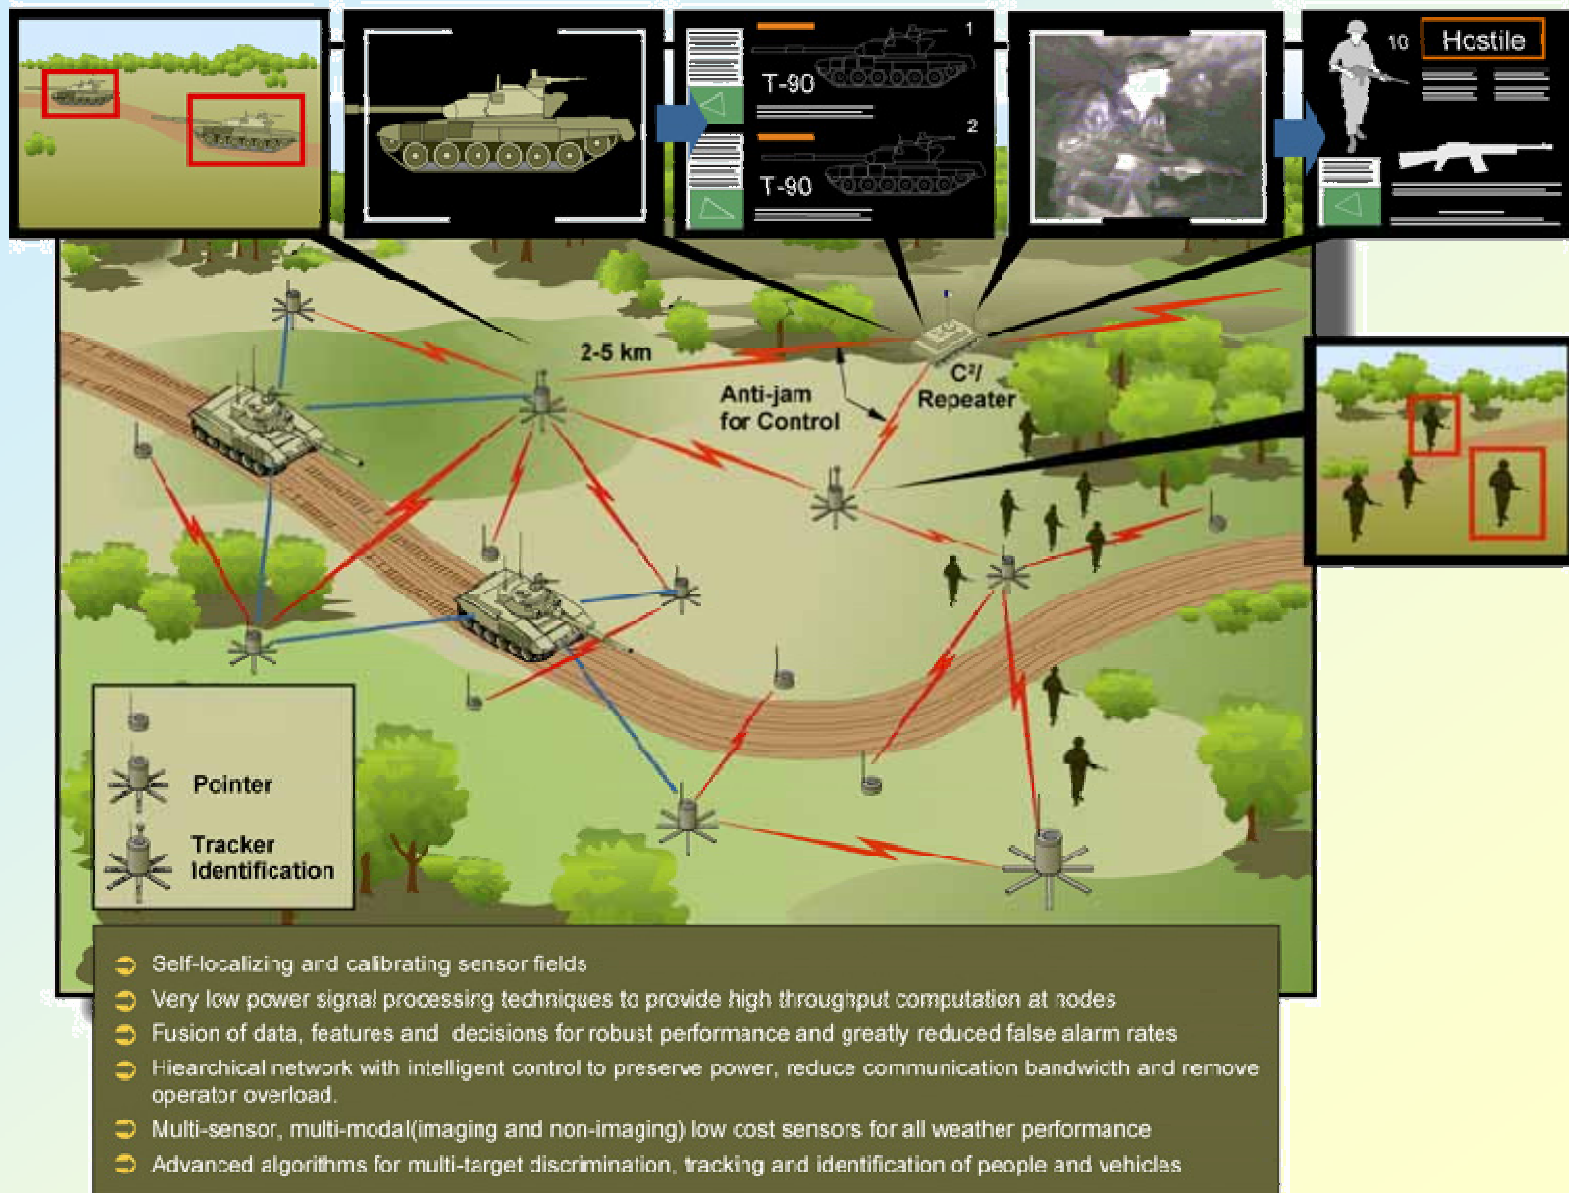 1
T-90
2
T-90
10
Hostile
2-5 km
Anti-jam
for Control
C²/
Repeater
Pointer
Tracker
Identification
Self-localizing and calibrating sensor fields
Very low power signal processing techniques to provide high throughput computation at nodes
Fusion of data, features and decisions for robust performance and greatly reduced false alarm rates
Hiearchical network with intelligent control to preserve power, reduce communication bandwidth and remove
operator overload.
Multi-sensor, multi-modal(imaging and non-imaging) low cost sensors for all weather performance
Advanced algorithms for multi-target discrimination, tracking and identification of people and vehicles